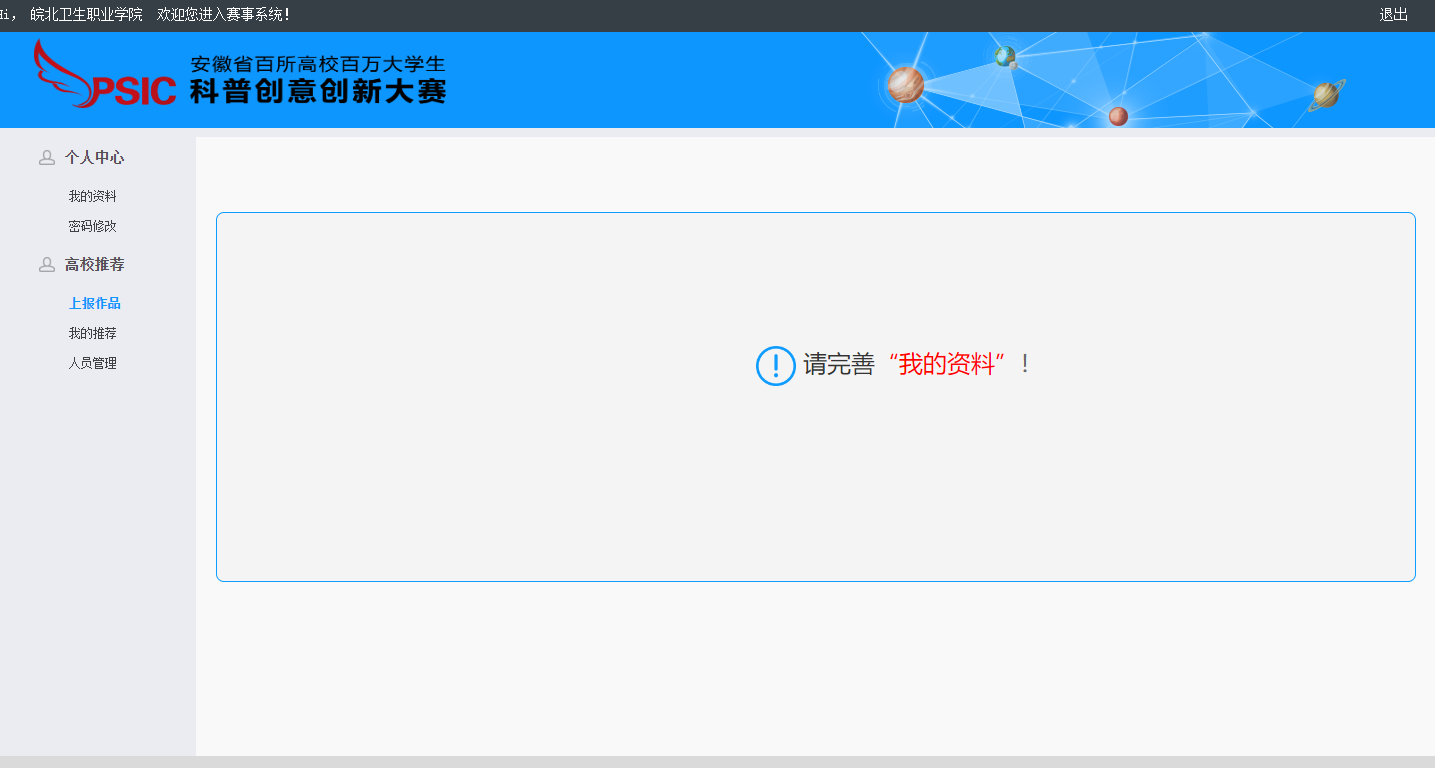 Hi， 皖北卫生职业学院 欢迎您进入赛事系统！
退出
PSIC
安徽省百所高校百万大学生
科普创意创新大赛
个人中心
我的资料
密码修改
高校推荐
上报作品
我的推荐
人员管理
请完善“我的资料”！